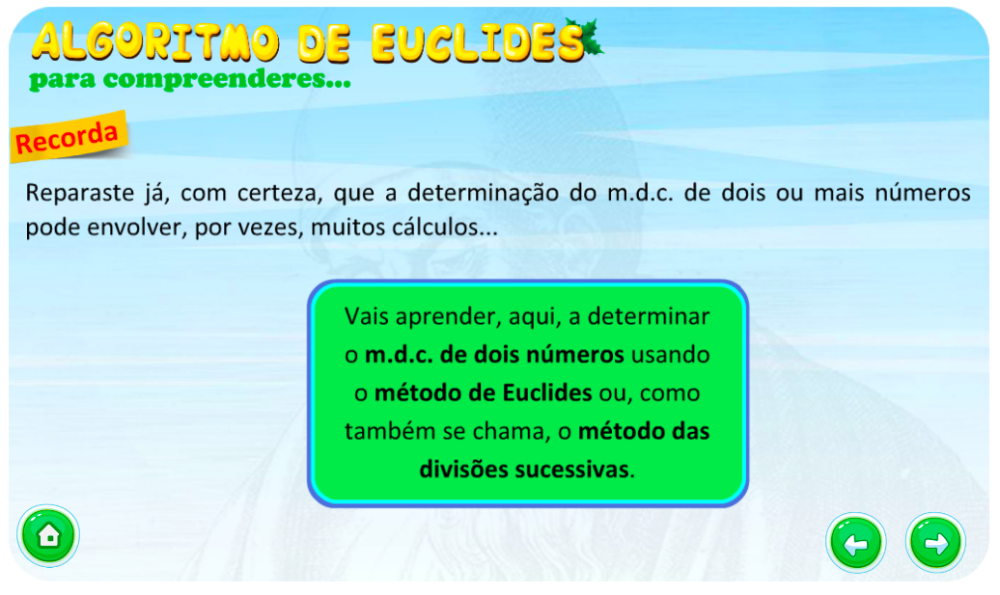 ALGORITMO DE EUCLIDES
para compreenderes...
Recorda
Reparaste já, com certeza, que a determinação do m.d.c. de dois ou mais números
pode envolver, por vezes, muitos cálculos...
Vais aprender, aqui, a determinar
o m.d.c. de dois números usando
o método de Euclides ou, como
também se chama, o método das
divisões sucessivas.